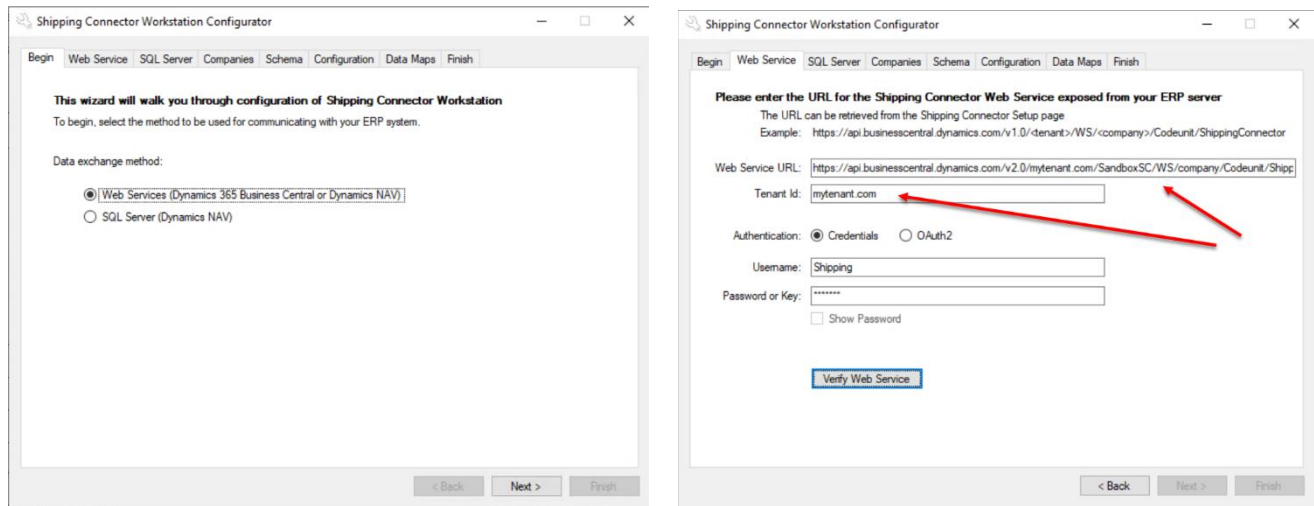 Shipping Connector Workstation Configurator
Begin Web Service SQL Server Companies Schema Configuration Data Maps Finish
This wizard will walk you through configuration of Shipping Connector Workstation
To begin, select the method to be used for communicating with your ERP system.
Data exchange method:
Web Services (Dynamics 365 Business Central or Dynamics NAV)
SQL Server (Dynamics NAV)
< Back Next > Finish
Shipping Connector Workstation Configurator
Begin Web Service SQL Server Companies Schema Configuration Data Maps Finish
Please enter the URL for the Shipping Connector Web Service exposed from your ERP server
The URL can be retrieved from the Shipping Connector Setup page
Example: https://api.businesscentral.dynamics.com/v1.0/<tenant>/WS/<company>/Codeunit/ShippingConnector
Web Service URL: https://api.businesscentral.dynamics.com/v2.0/mytenant.com/SandboxSC/WS/company/Codeunit/Shipp
Tenant Id: mytenant.com
Authentication: Credentials OAuth2
Username: Shipping
Password or Key: *******
Show Password
Verify Web Service
< Back Next > Finish